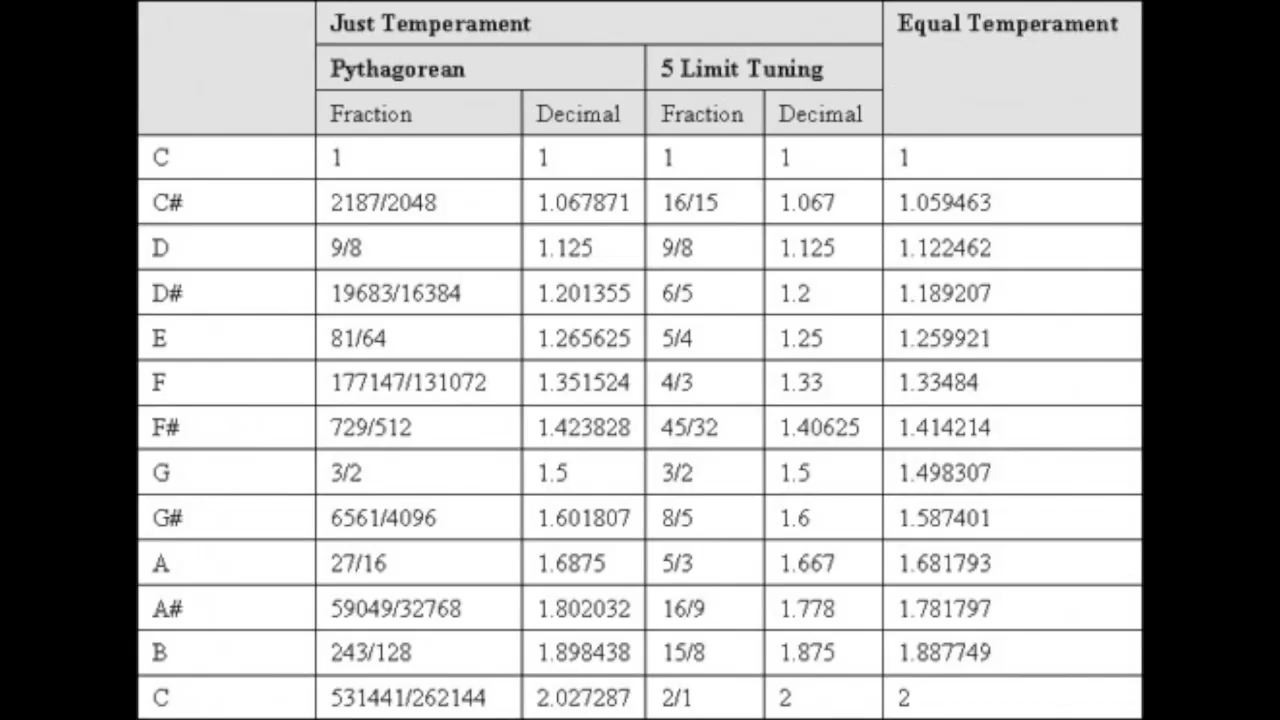 Just Temperament Equal Temperament
Pythagorean 5 Limit Tuning
Fraction Decimal Fraction Decimal
C 1 1 1 1 1
C# 2187/2048 1.067871 16/15 1.067 1.059463
D 9/8 1.125 9/8 1.125 1.122462
D# 19683/16384 1.201355 6/5 1.2 1.189207
E 81/64 1.265625 5/4 1.25 1.259921
F 177147/131072 1.351524 4/3 1.33 1.33484
F# 729/512 1.423828 45/32 1.40625 1.414214
G 3/2 1.5 3/2 1.5 1.498307
G# 6561/4096 1.601807 8/5 1.6 1.587401
A 27/16 1.6875 5/3 1.667 1.681793
A# 59049/32768 1.802032 16/9 1.778 1.781797
B 243/128 1.898438 15/8 1.875 1.887749
C 531441/262144 2.027287 2/1 2 2